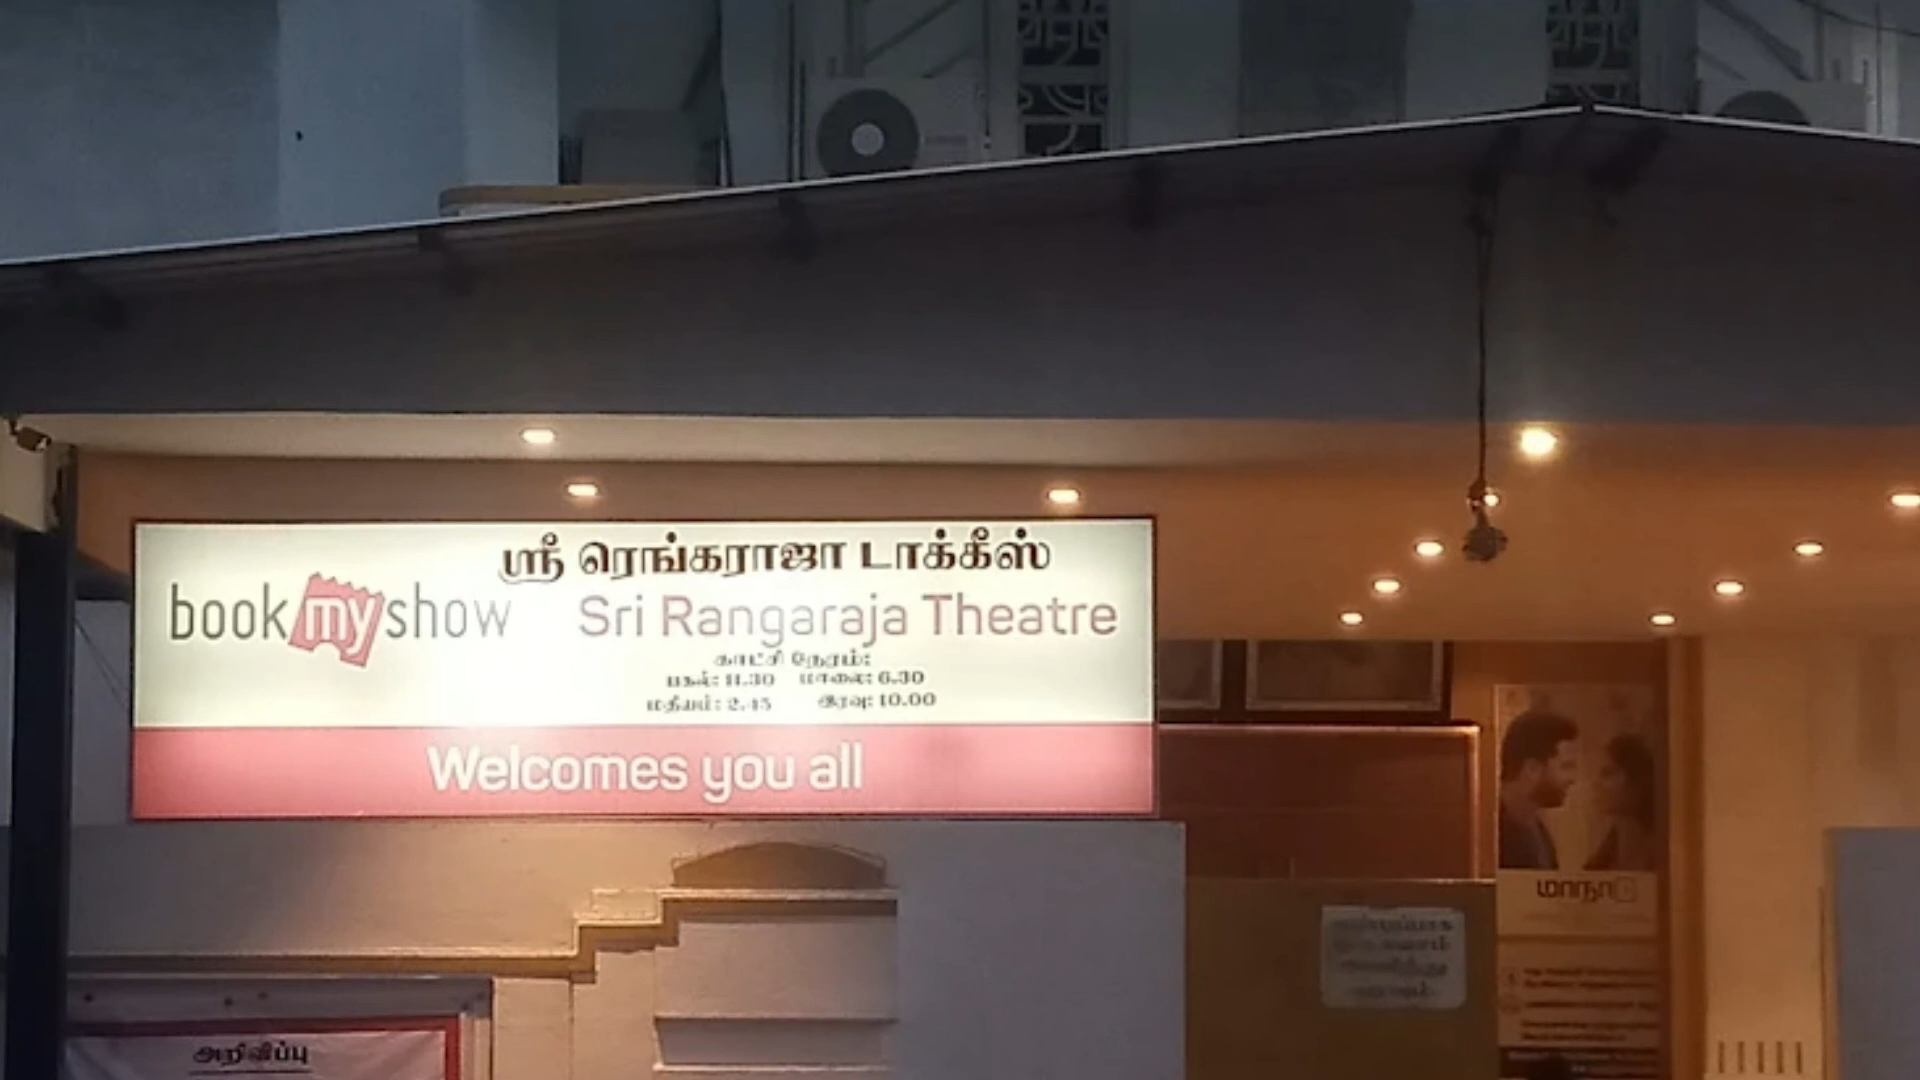 ஸ்ரீ ரெங்கராஜா டாக்கீஸ்
bookmyshow
Sri Rangaraja Theatre
காட்சி நேரம்:
பகல்: 11.30 மாலை: 6.30
மதியம்: 2.45 இரவு: 10.00
Welcomes you all
அறிவிப்பு